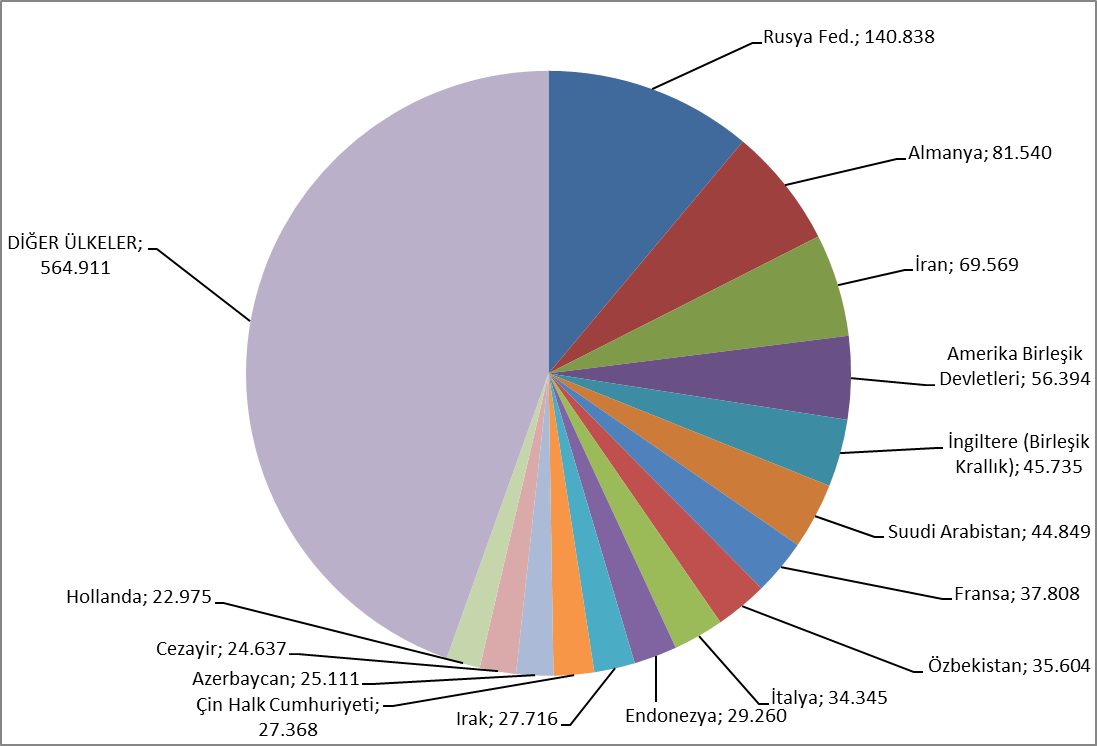 Rusya Fed.; 140.838
Almanya; 81.540
İran; 69.569
Amerika Birleşik
Devletleri; 56.394
İngiltere (Birleşik
Krallık); 45.735
Suudi Arabistan; 44.849
Fransa; 37.808
Özbekistan; 35.604
İtalya; 34.345
Endonezya; 29.260
Irak; 27.716
Çin Halk Cumhuriyeti;
27.368
Azerbaycan; 25.111
Cezayir; 24.637
Hollanda; 22.975
DİĞER ÜLKELER;
564.911